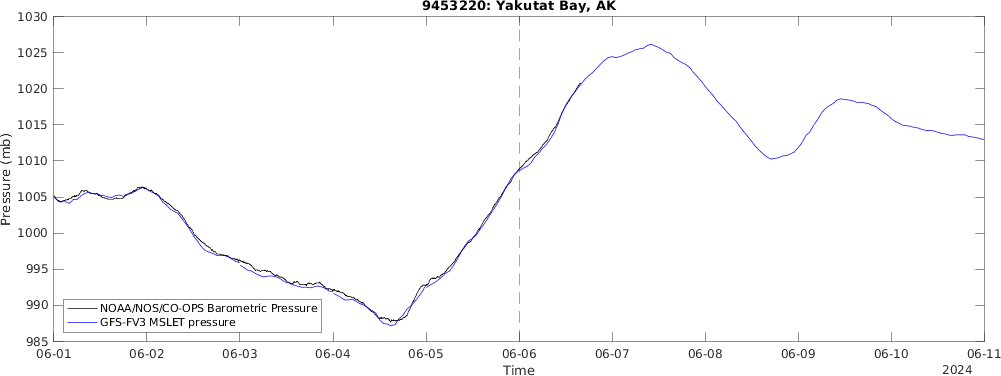 9453220: Yakutat Bay, AK
Pressure (mb)
1030
1025
1020
1015
1010
1005
1000
995
990
985
NOAA/NOS/CO-OPS Barometric Pressure
GFS-FV3 MSLET pressure
06-01 06-02 06-03 06-04 06-05 06-06 06-07 06-08 06-09 06-10 06-11
Time
2024